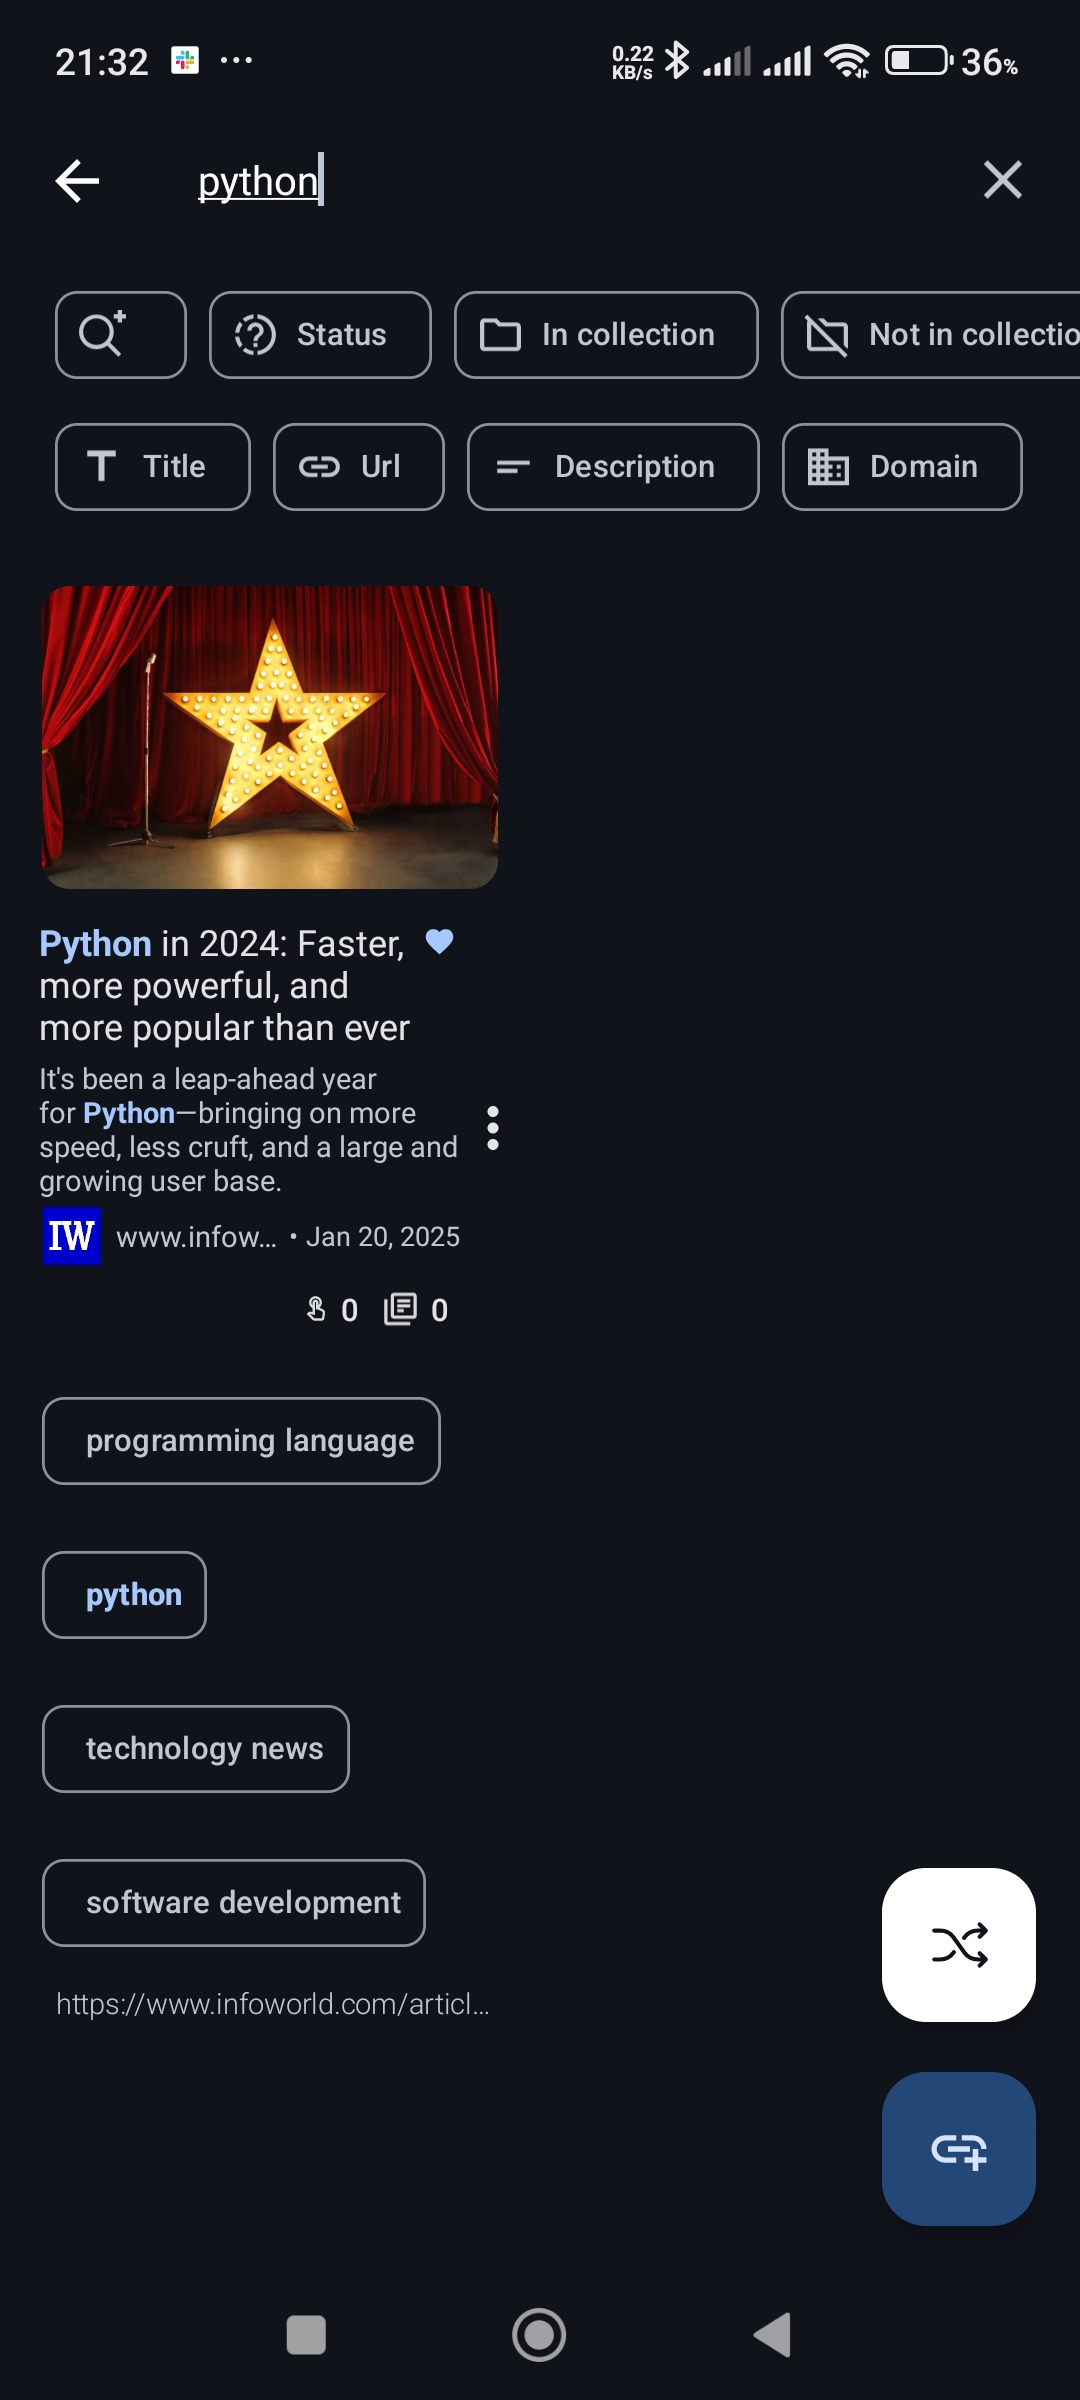 21:32 ... 0.22 KB/s 36%
python
Status In collection Not in collectio
Title Url Description Domain
Python in 2024: Faster,
more powerful, and
more popular than ever
It's been a leap-ahead year
for Python—bringing on more
speed, less cruft, and a large and
growing user base.
IW www.infow... • Jan 20, 2025
0 0
programming language
python
technology news
software development
https://www.infoworld.com/articl...